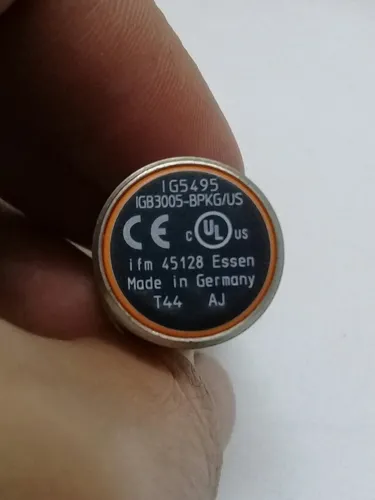 IG5495
IGB3005-BPKG/US
CE c UL US
ifm 45128 Essen
Made in Germany
T44 AJ